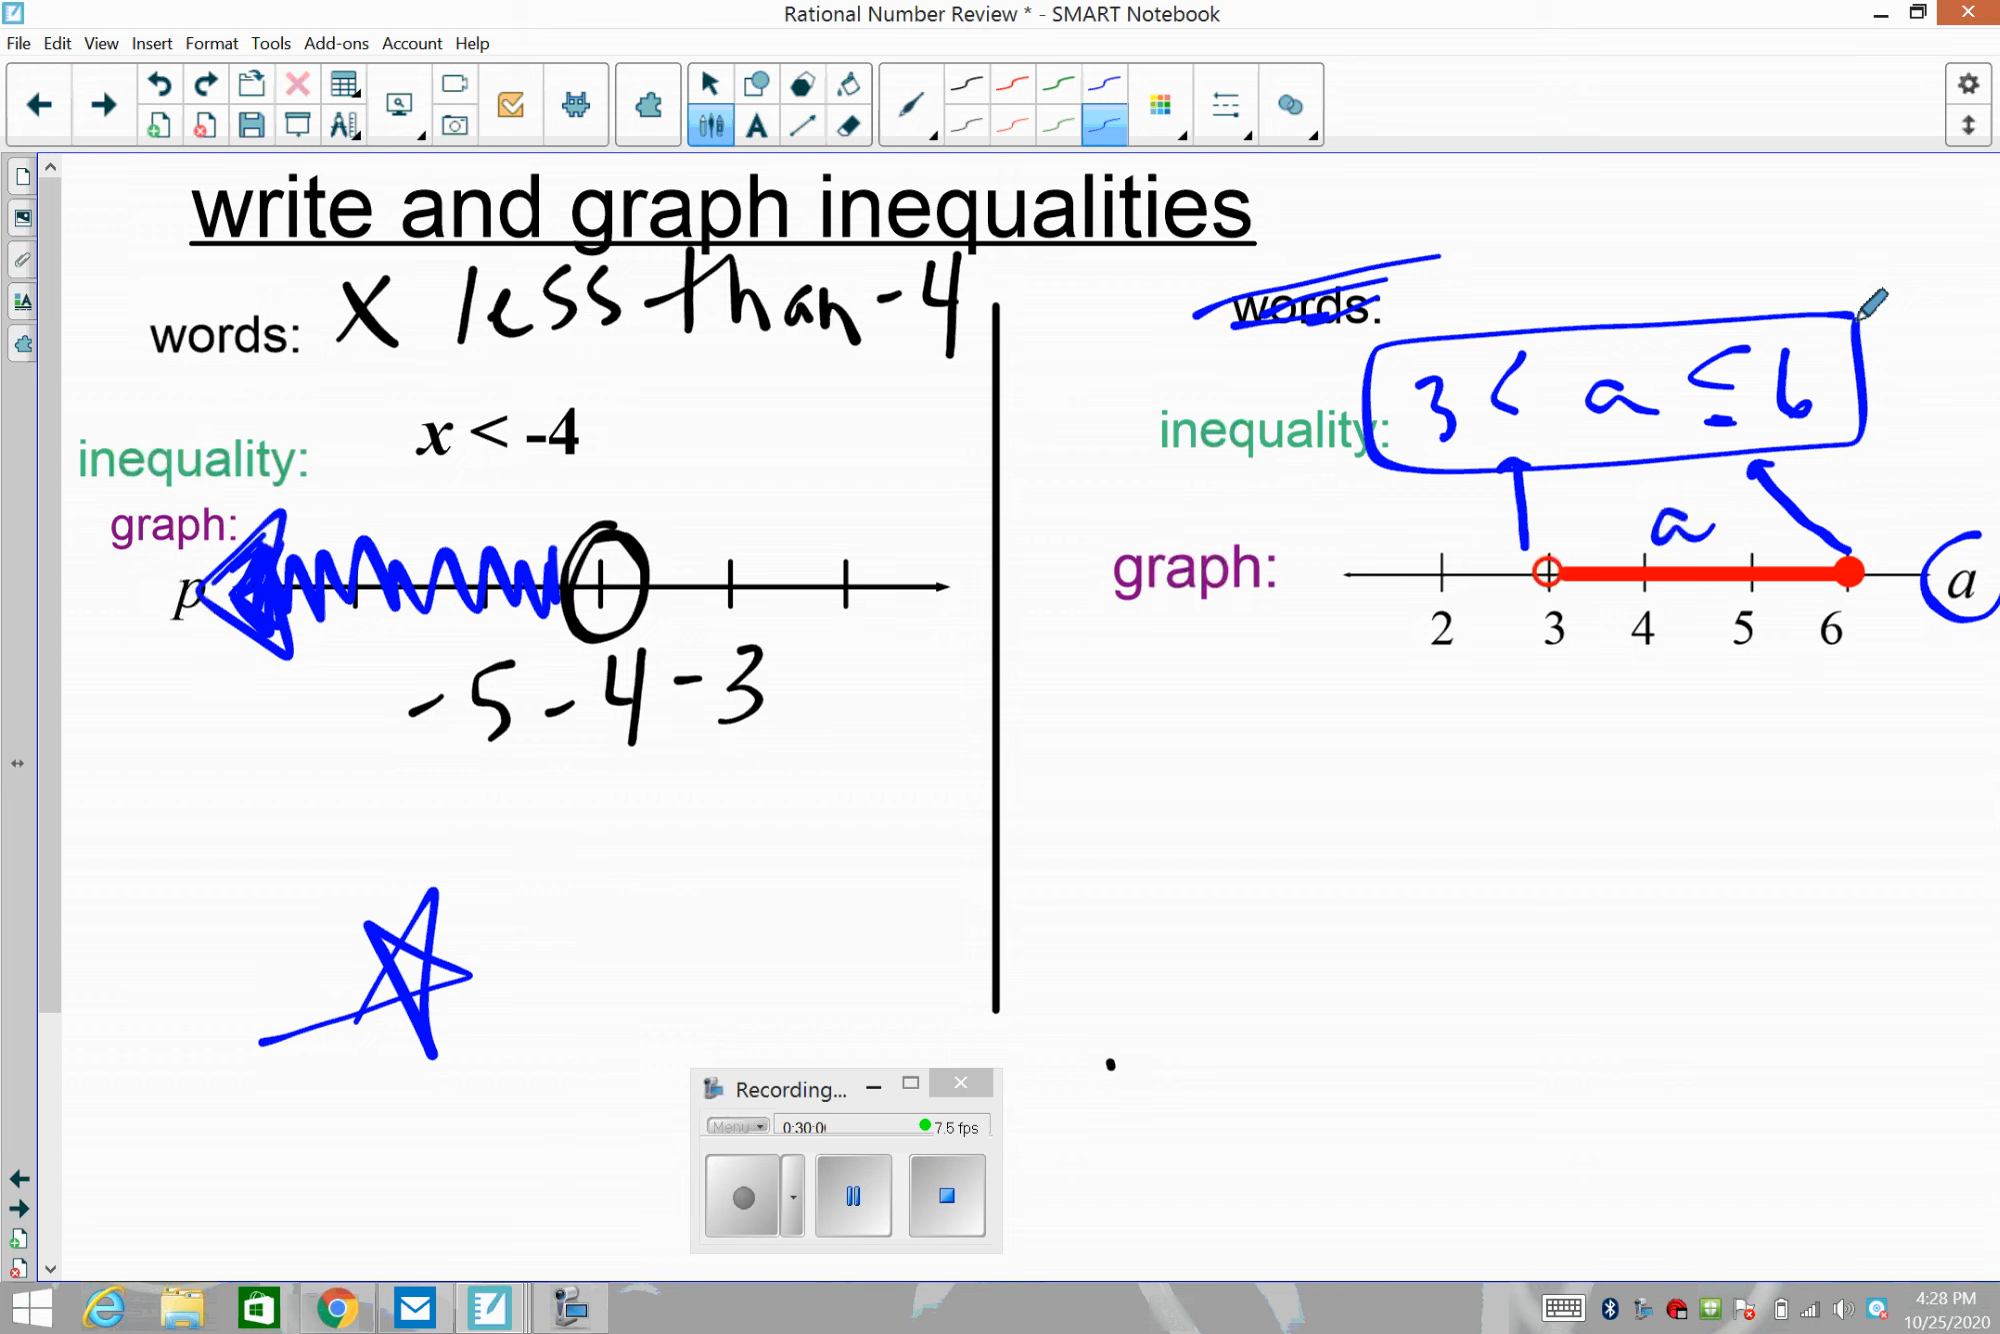 Rational Number Review * - SMART Notebook
File Edit View Insert Format Tools Add-ons Account Help
write and graph inequalities
words: x less than -4
inequality: x < -4
graph:
p
-5 -4 -3
words:
inequality: 3 < a ≤ 6
a
graph:
a
2 3 4 5 6
Recording...
Menu 0:30:0 7.5 fps
4:28 PM
10/25/2020